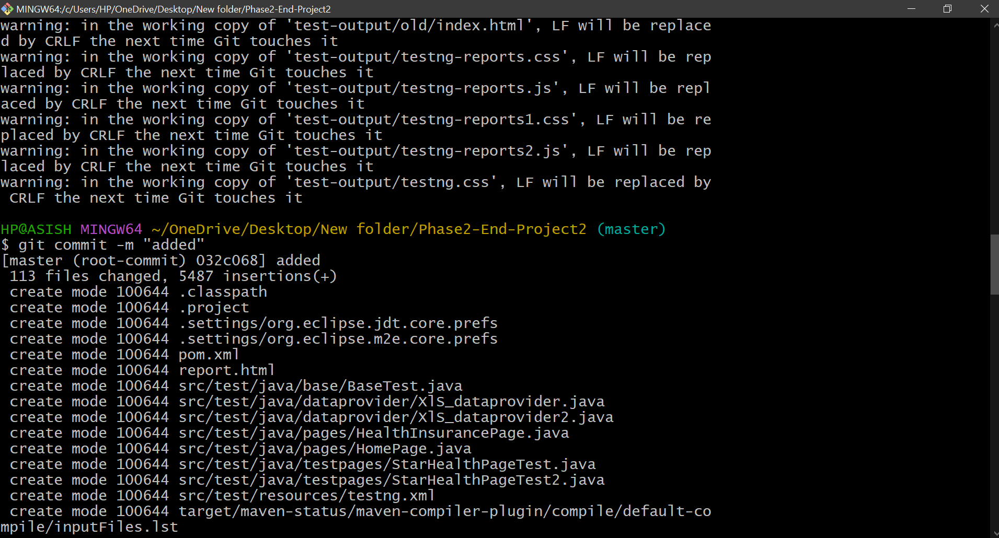 MINGW64:/c/Users/HP/OneDrive/Desktop/New folder/Phase2-End-Project2
warning: in the working copy of 'test-output/old/index.html', LF will be replace
d by CRLF the next time Git touches it
warning: in the working copy of 'test-output/testng-reports.css', LF will be rep
laced by CRLF the next time Git touches it
warning: in the working copy of 'test-output/testng-reports.js', LF will be repl
aced by CRLF the next time Git touches it
warning: in the working copy of 'test-output/testng-reports1.css', LF will be re
placed by CRLF the next time Git touches it
warning: in the working copy of 'test-output/testng-reports2.js', LF will be rep
laced by CRLF the next time Git touches it
warning: in the working copy of 'test-output/testng.css', LF will be replaced by
 CRLF the next time Git touches it
HP@ASISH MINGW64 ~/OneDrive/Desktop/New folder/Phase2-End-Project2 (master)
$ git commit -m "added"
[master (root-commit) 032c068] added
 113 files changed, 5487 insertions(+)
 create mode 100644 .classpath
 create mode 100644 .project
 create mode 100644 .settings/org.eclipse.jdt.core.prefs
 create mode 100644 .settings/org.eclipse.m2e.core.prefs
 create mode 100644 pom.xml
 create mode 100644 report.html
 create mode 100644 src/test/java/base/BaseTest.java
 create mode 100644 src/test/java/dataprovider/XlS_dataprovider.java
 create mode 100644 src/test/java/dataprovider/XlS_dataprovider2.java
 create mode 100644 src/test/java/pages/HealthInsurancePage.java
 create mode 100644 src/test/java/pages/HomePage.java
 create mode 100644 src/test/java/testpages/StarHealthPageTest.java
 create mode 100644 src/test/java/testpages/StarHealthPageTest2.java
 create mode 100644 src/test/resources/testng.xml
 create mode 100644 target/maven-status/maven-compiler-plugin/compile/default-co
mpile/inputFiles.lst